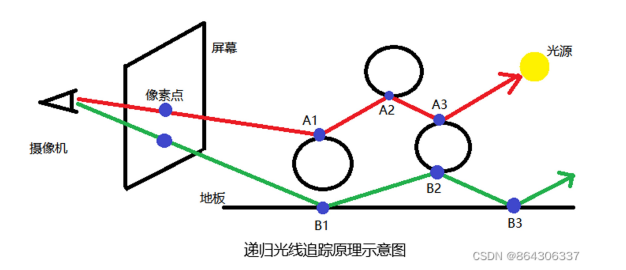 屏幕
光源
像素点
A1
A2
A3
摄像机
地板
B1
B2
B3
递归光线追踪原理示意图
CSDN @864306337